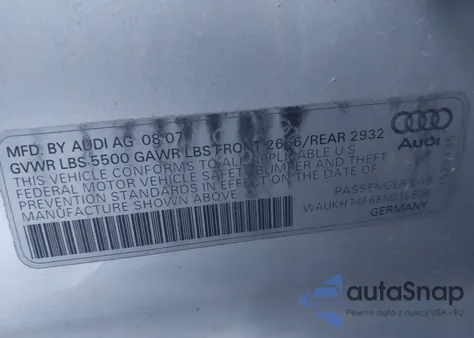 MFD. BY AUDI AG 08-07
GVWR LBS 5500 GAWR LBS FRONT 2666/REAR 2932
THIS VEHICLE CONFORMS TO ALL APPLICABLE U.S.
FEDERAL MOTOR VEHICLE SAFETY BUMPER AND THEFT
PREVENTION STANDARDS IN EFFECT ON THE DATE OF
MANUFACTURE SHOWN ABOVE
Audi
PASSENGER CAR
GERMANY
autoSnap
Pewne auta z aukcji USA i EU